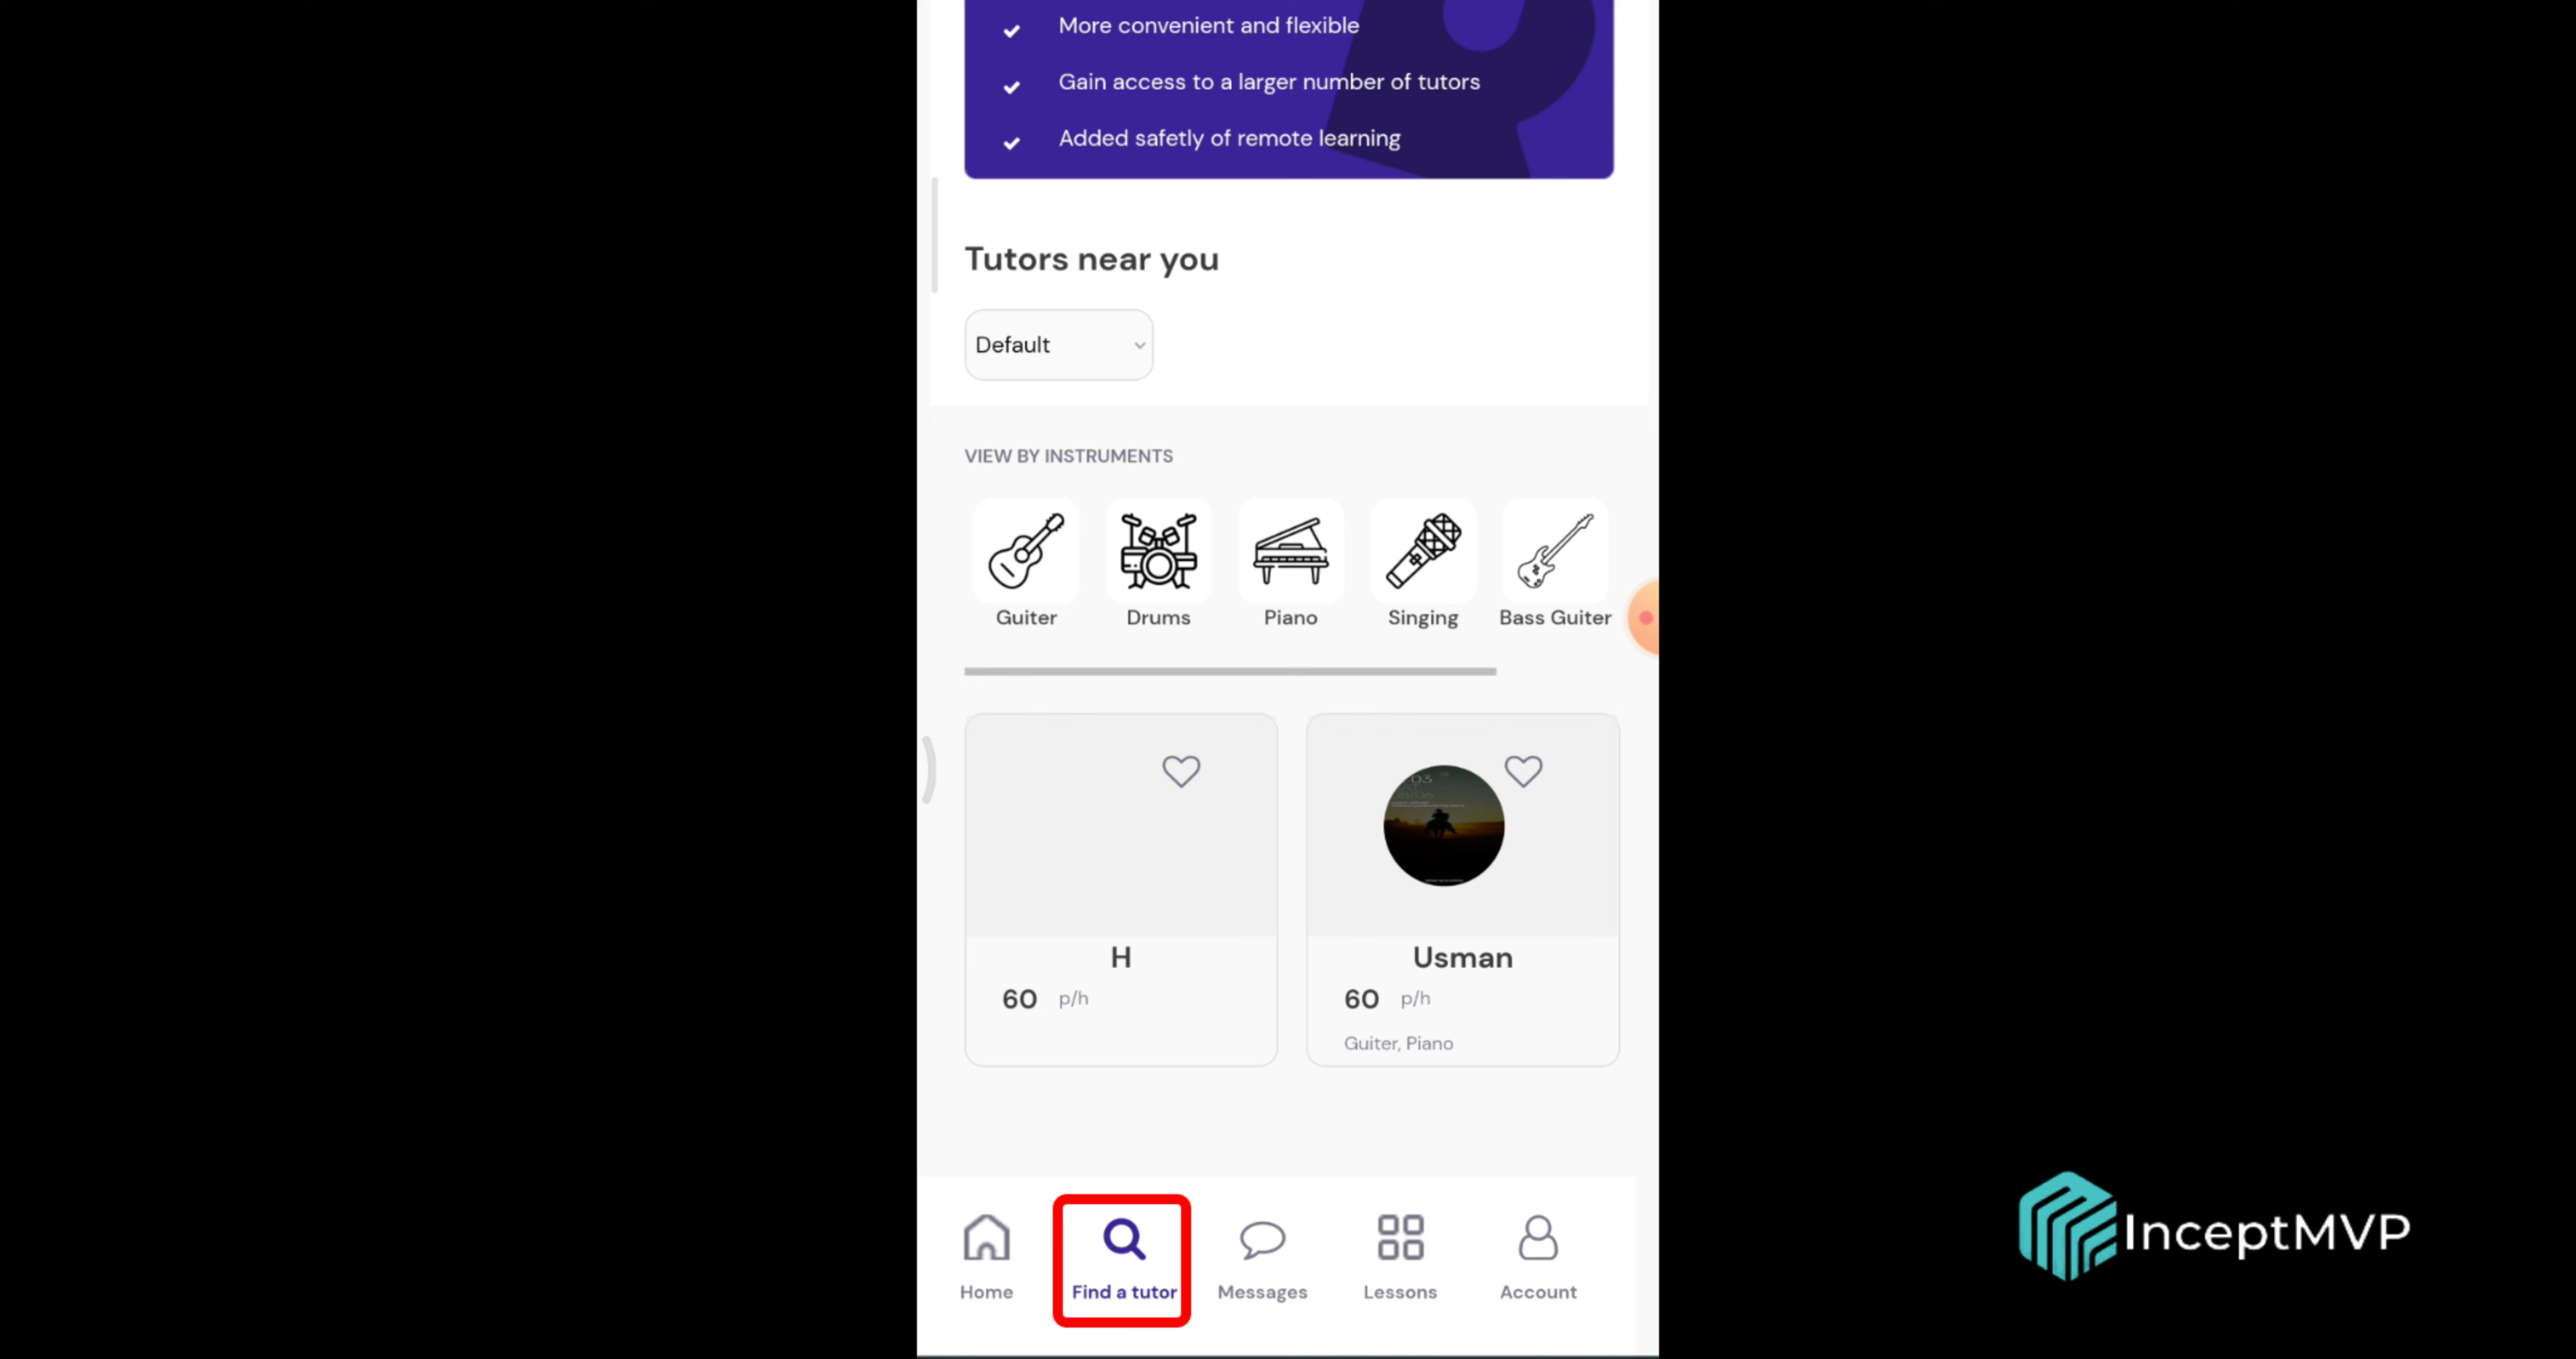 More convenient and flexible
Gain access to a larger number of tutors
Added safetly of remote learning
Tutors near you
Default
VIEW BY INSTRUMENTS
Guiter Drums Piano Singing Bass Guiter
H Usman
60 p/h 60 p/h
Guiter, Piano
Home Find a tutor Messages Lessons Account
InceptMVP